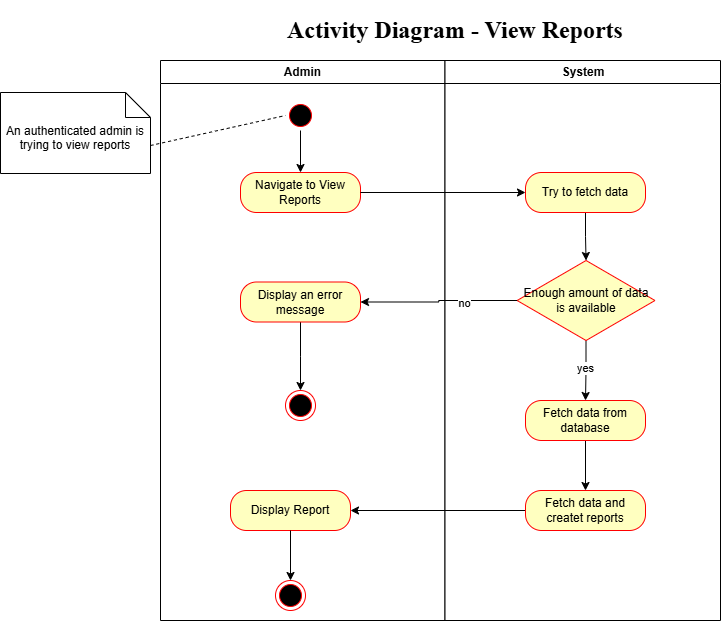 Activity Diagram - View Reports
Admin
System
An authenticated admin is
trying to view reports
Navigate to View
Reports
Try to fetch data
Display an error
message
no
Enough amount of data
is available
yes
Fetch data from
database
Display Report
Fetch data and
createt reports